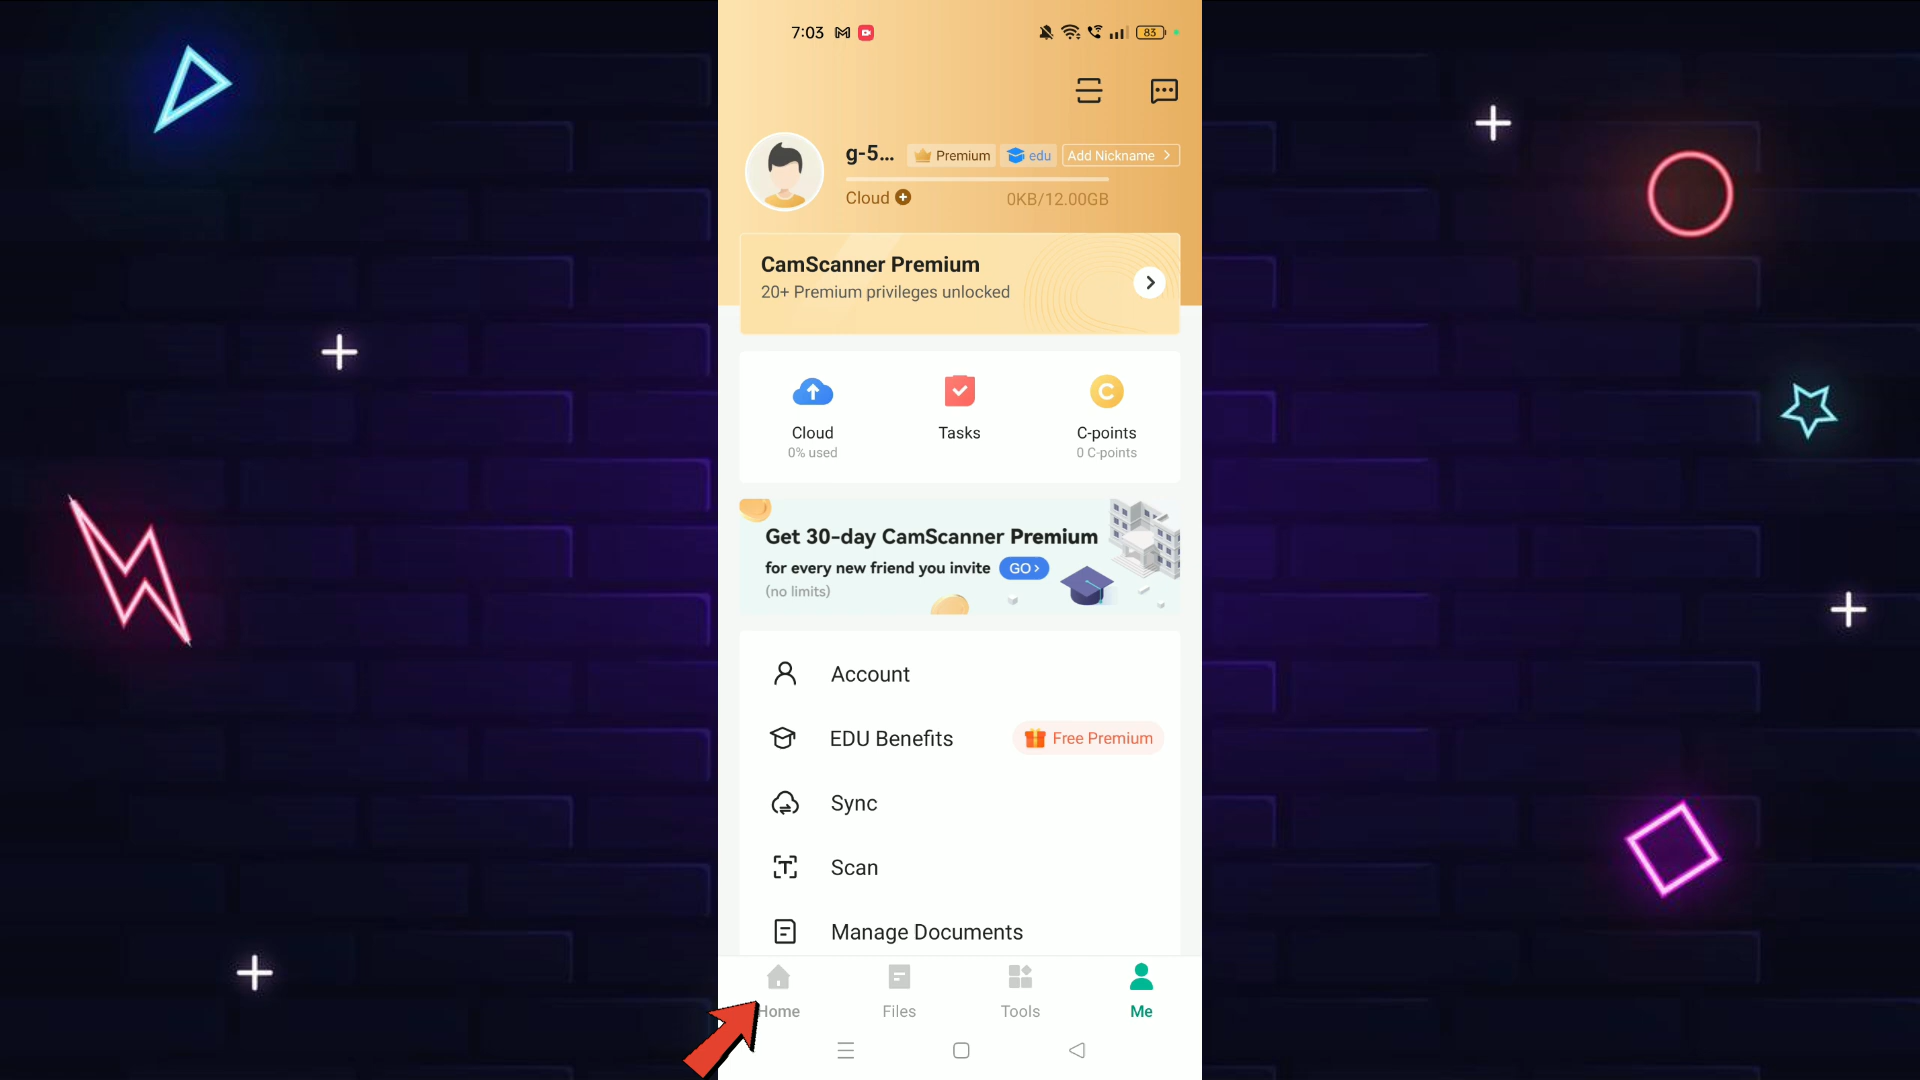 7:03
83
g-5... Premium edu Add Nickname >
Cloud 0KB/12.00GB
CamScanner Premium
20+ Premium privileges unlocked
Cloud Tasks C-points
0% used 0 C-points
Get 30-day CamScanner Premium
for every new friend you invite GO>
(no limits)
Account
EDU Benefits Free Premium
Sync
Scan
Manage Documents
Home Files Tools Me